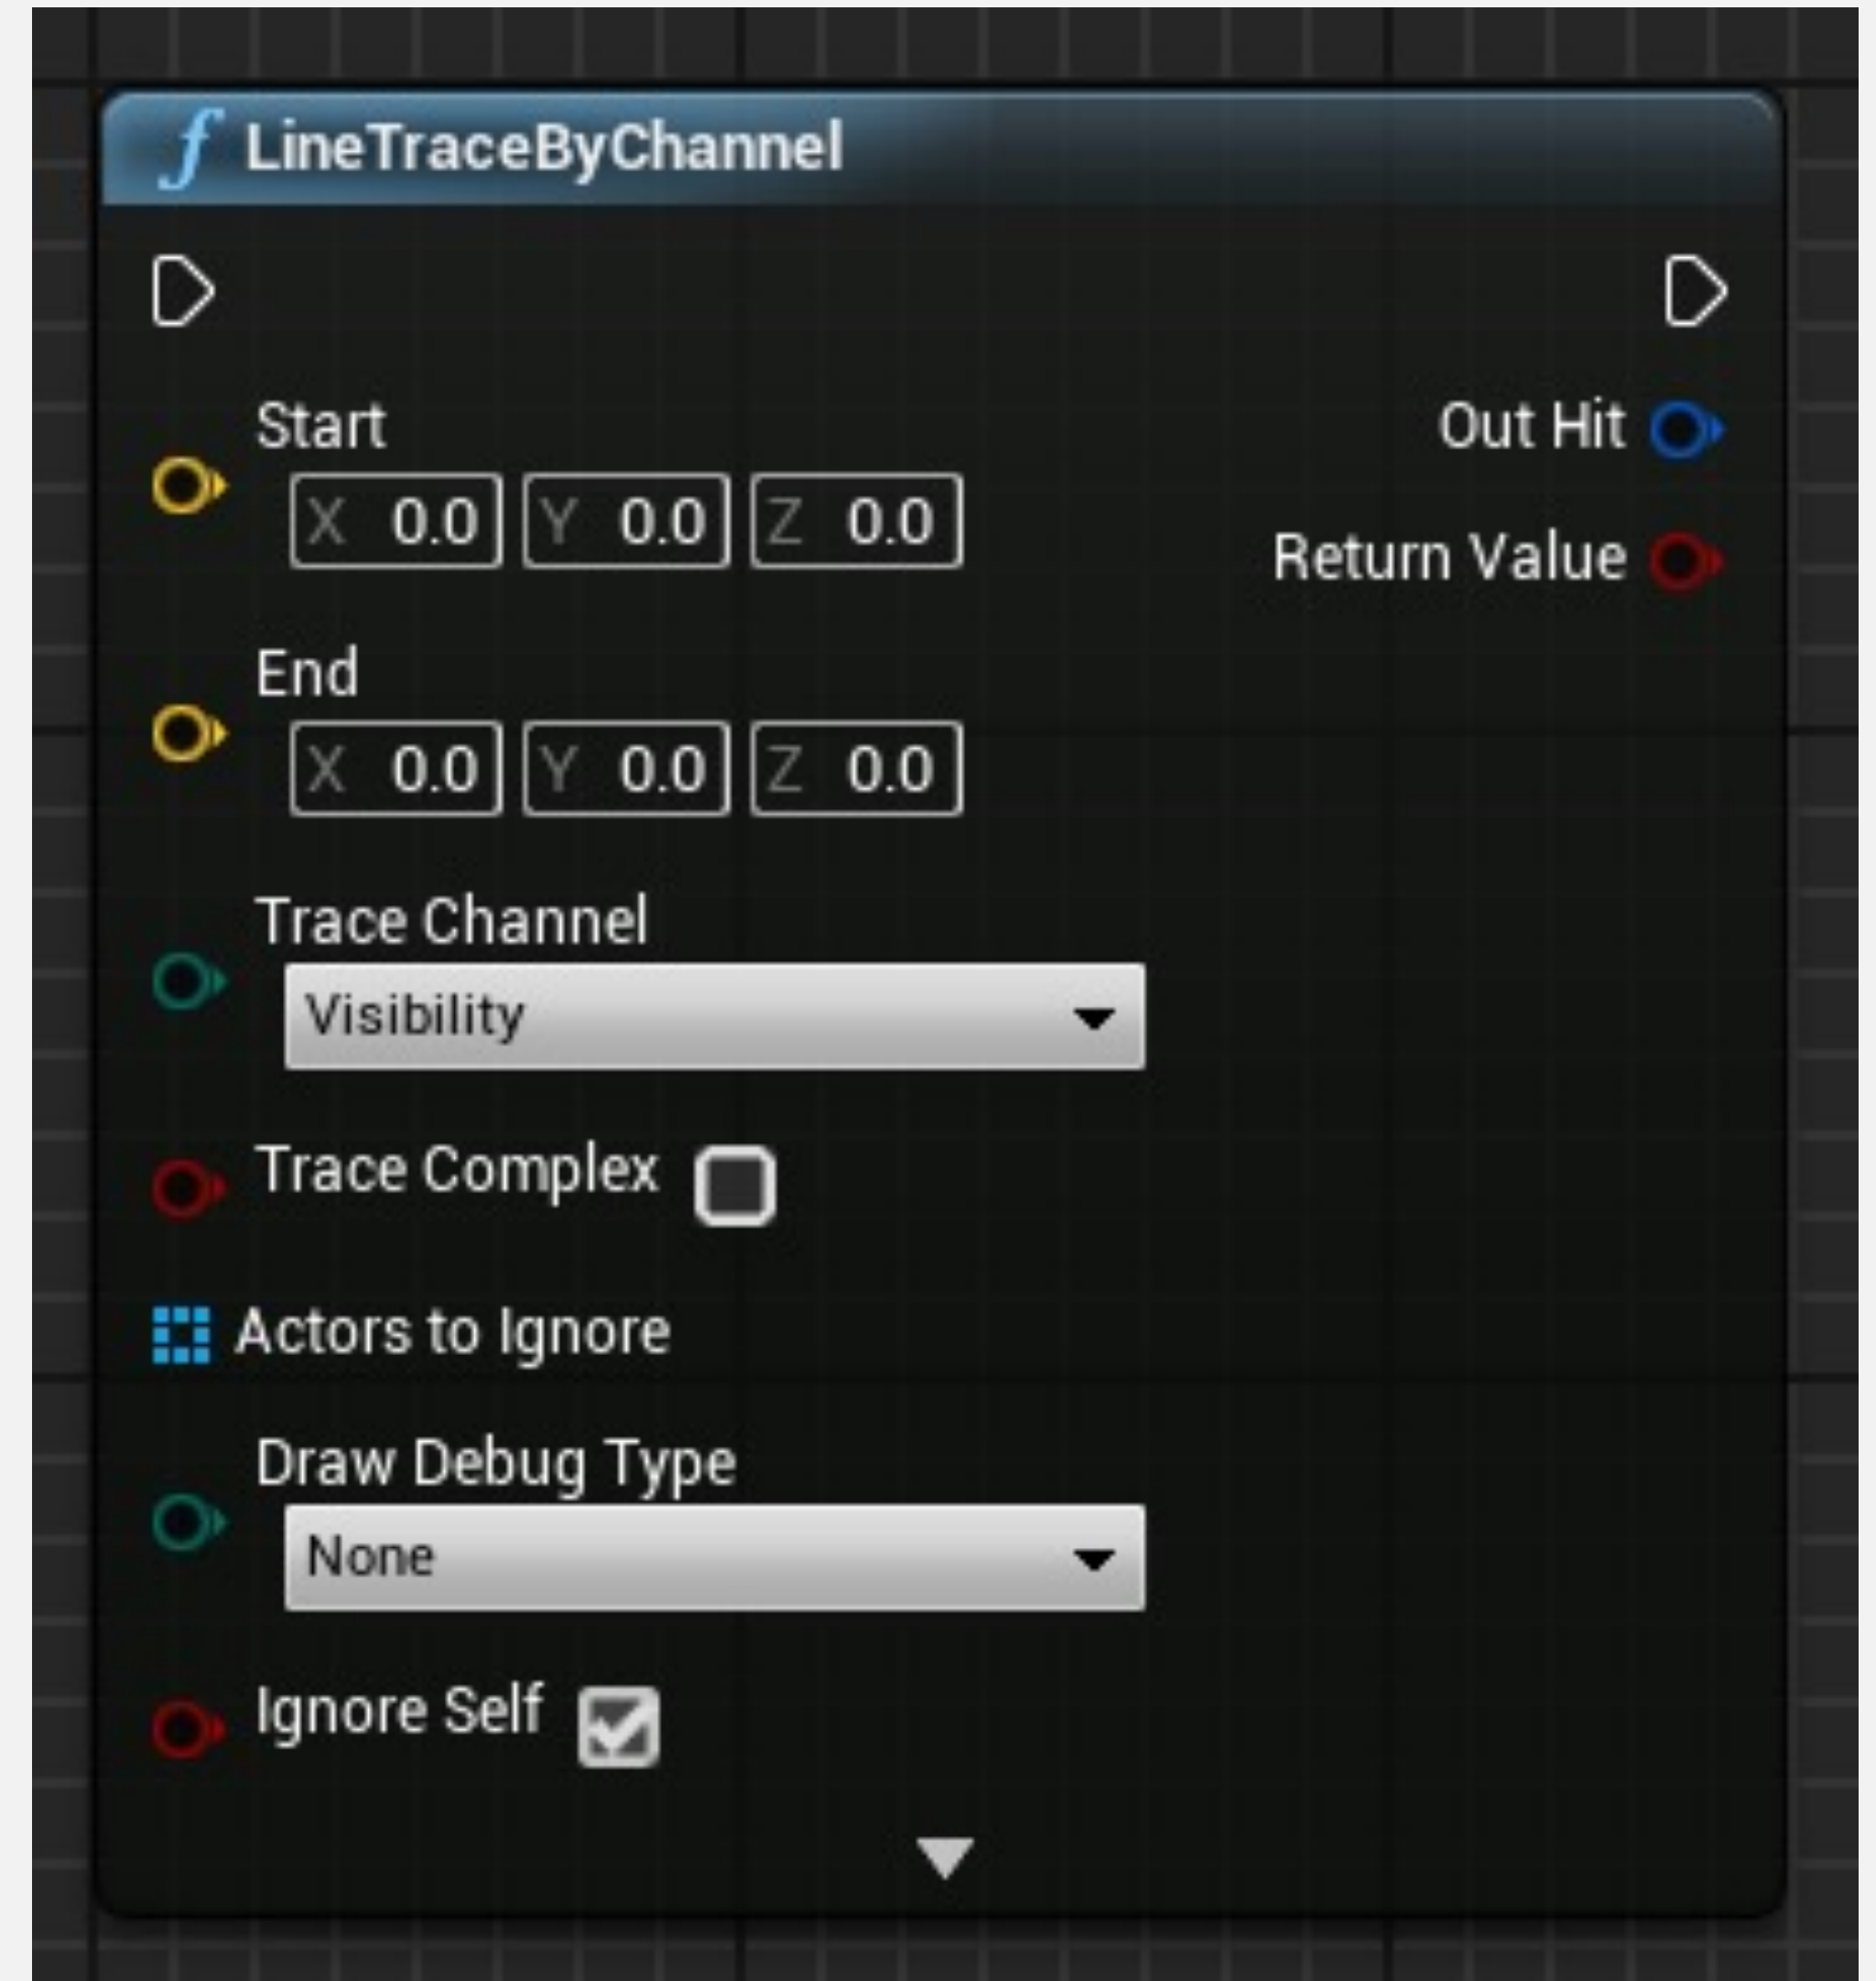 f LineTraceByChannel
Start
X 0.0 Y 0.0 Z 0.0
Out Hit
Return Value
End
X 0.0 Y 0.0 Z 0.0
Trace Channel
Visibility
Trace Complex
Actors to Ignore
Draw Debug Type
None
Ignore Self